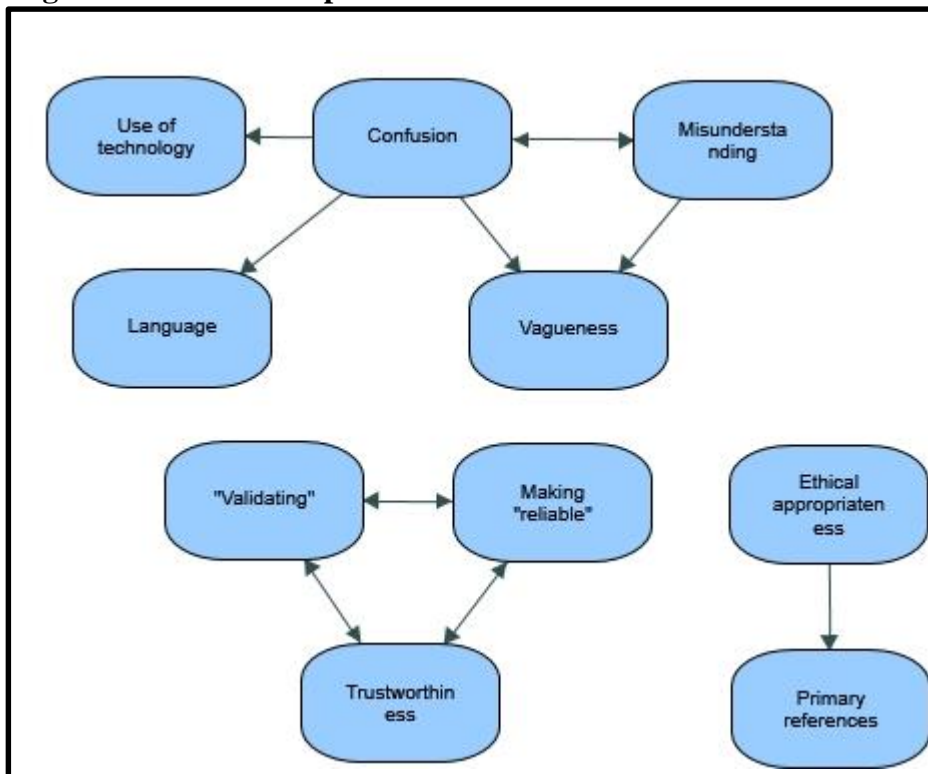 Use of
technology
Confusion
Misundersta
nding
Language
Vagueness
"Validating"
Making
"reliable"
Ethical
appropriaten
ess
Trustworthin
ess
Primary
references